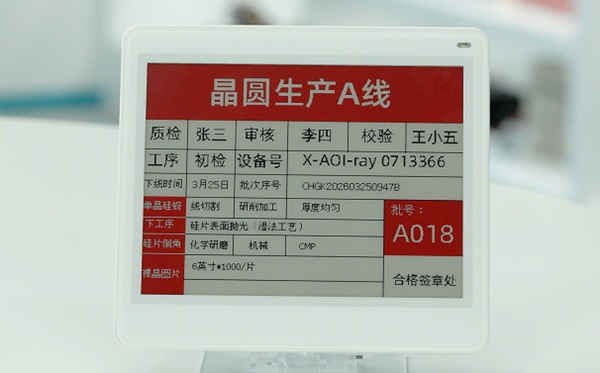 晶圆生产A线
质检 张三 审核 李四 校验 王小五
工序 初检 设备号 X-AOI-ray 0713366
下线时间 3月25日 批次序号 CHGK202603250947B
单晶硅锭 线切割 研削加工 厚度均匀
批号：
下工序 硅片表面抛光（湿法工艺）
A018
硅片倒角 化学研磨 机械 CMP
裸晶圆片 6英寸*1000/片
合格签章处